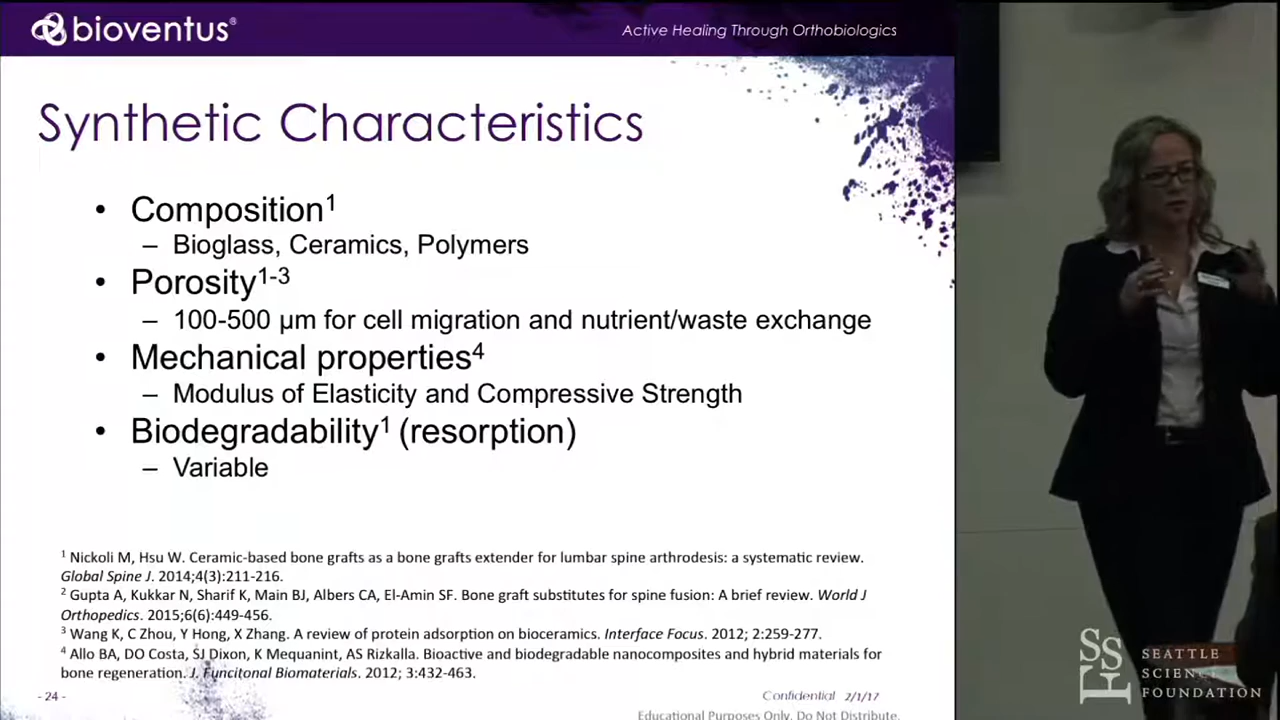 bioventus®
Active Healing Through Orthobiologics
Synthetic Characteristics
• Composition1
– Bioglass, Ceramics, Polymers
• Porosity1-3
– 100-500 µm for cell migration and nutrient/waste exchange
• Mechanical properties4
– Modulus of Elasticity and Compressive Strength
• Biodegradability1 (resorption)
– Variable
1 Nickoli M, Hsu W. Ceramic-based bone grafts as a bone grafts extender for lumbar spine arthrodesis: a systematic review.
Global Spine J. 2014;4(3):211-216.
2 Gupta A, Kukkar N, Sharif K, Main BJ, Albers CA, El-Amin SF. Bone graft substitutes for spine fusion: A brief review. World J
Orthopedics. 2015;6(6):449-456.
3 Wang K, C Zhou, Y Hong, X Zhang. A review of protein adsorption on bioceramics. Interface Focus. 2012; 2:259-277.
4 Allo BA, DO Costa, SJ Dixon, K Mequanint, AS Rizkalla. Bioactive and biodegradable nanocomposites and hybrid materials for
bone regeneration. J. Funcitonal Biomaterials. 2012; 3:432-463.
- 24 -
Confidential 2/1/17
Educational Purposes Only. Do Not Distribute.
SSF
SEATTLE
SCIENCE
FOUNDATION